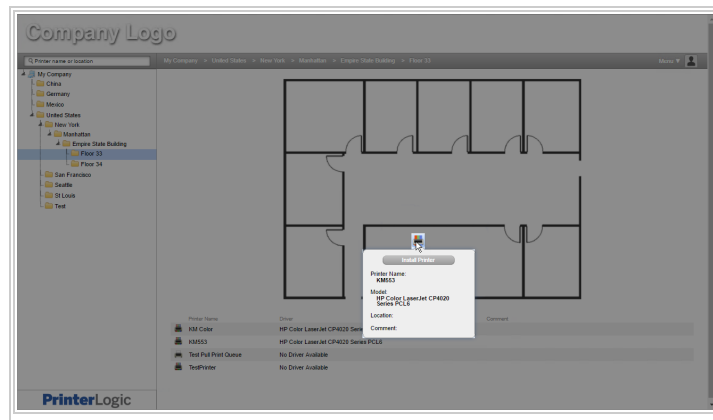 Company Logo
Printer name or location
My Company > United States > New York > Manhattan > Empire State Building > Floor 33
Menu ▼
My Company
China
Germany
Mexico
United States
New York
Manhattan
Empire State Building
Floor 33
Floor 34
San Francisco
Seattle
St Louis
Test
Install Printer
Printer Name:
KM553
Model:
HP Color LaserJet CP4020
Series PCL6
Location:
Comment:
Printer Name Driver Comment
KM Color HP Color LaserJet CP4020 Series
KM553 HP Color LaserJet CP4020 Series PCL6
Test Pull Print Queue No Driver Available
TestPrinter No Driver Available
PrinterLogic